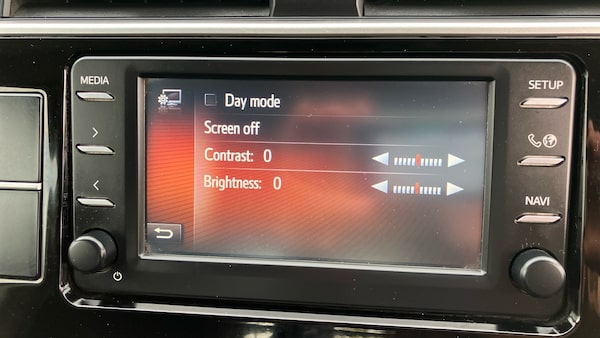 MEDIA
SETUP
Day mode
Screen off
Contrast: 0
Brightness: 0
NAVI